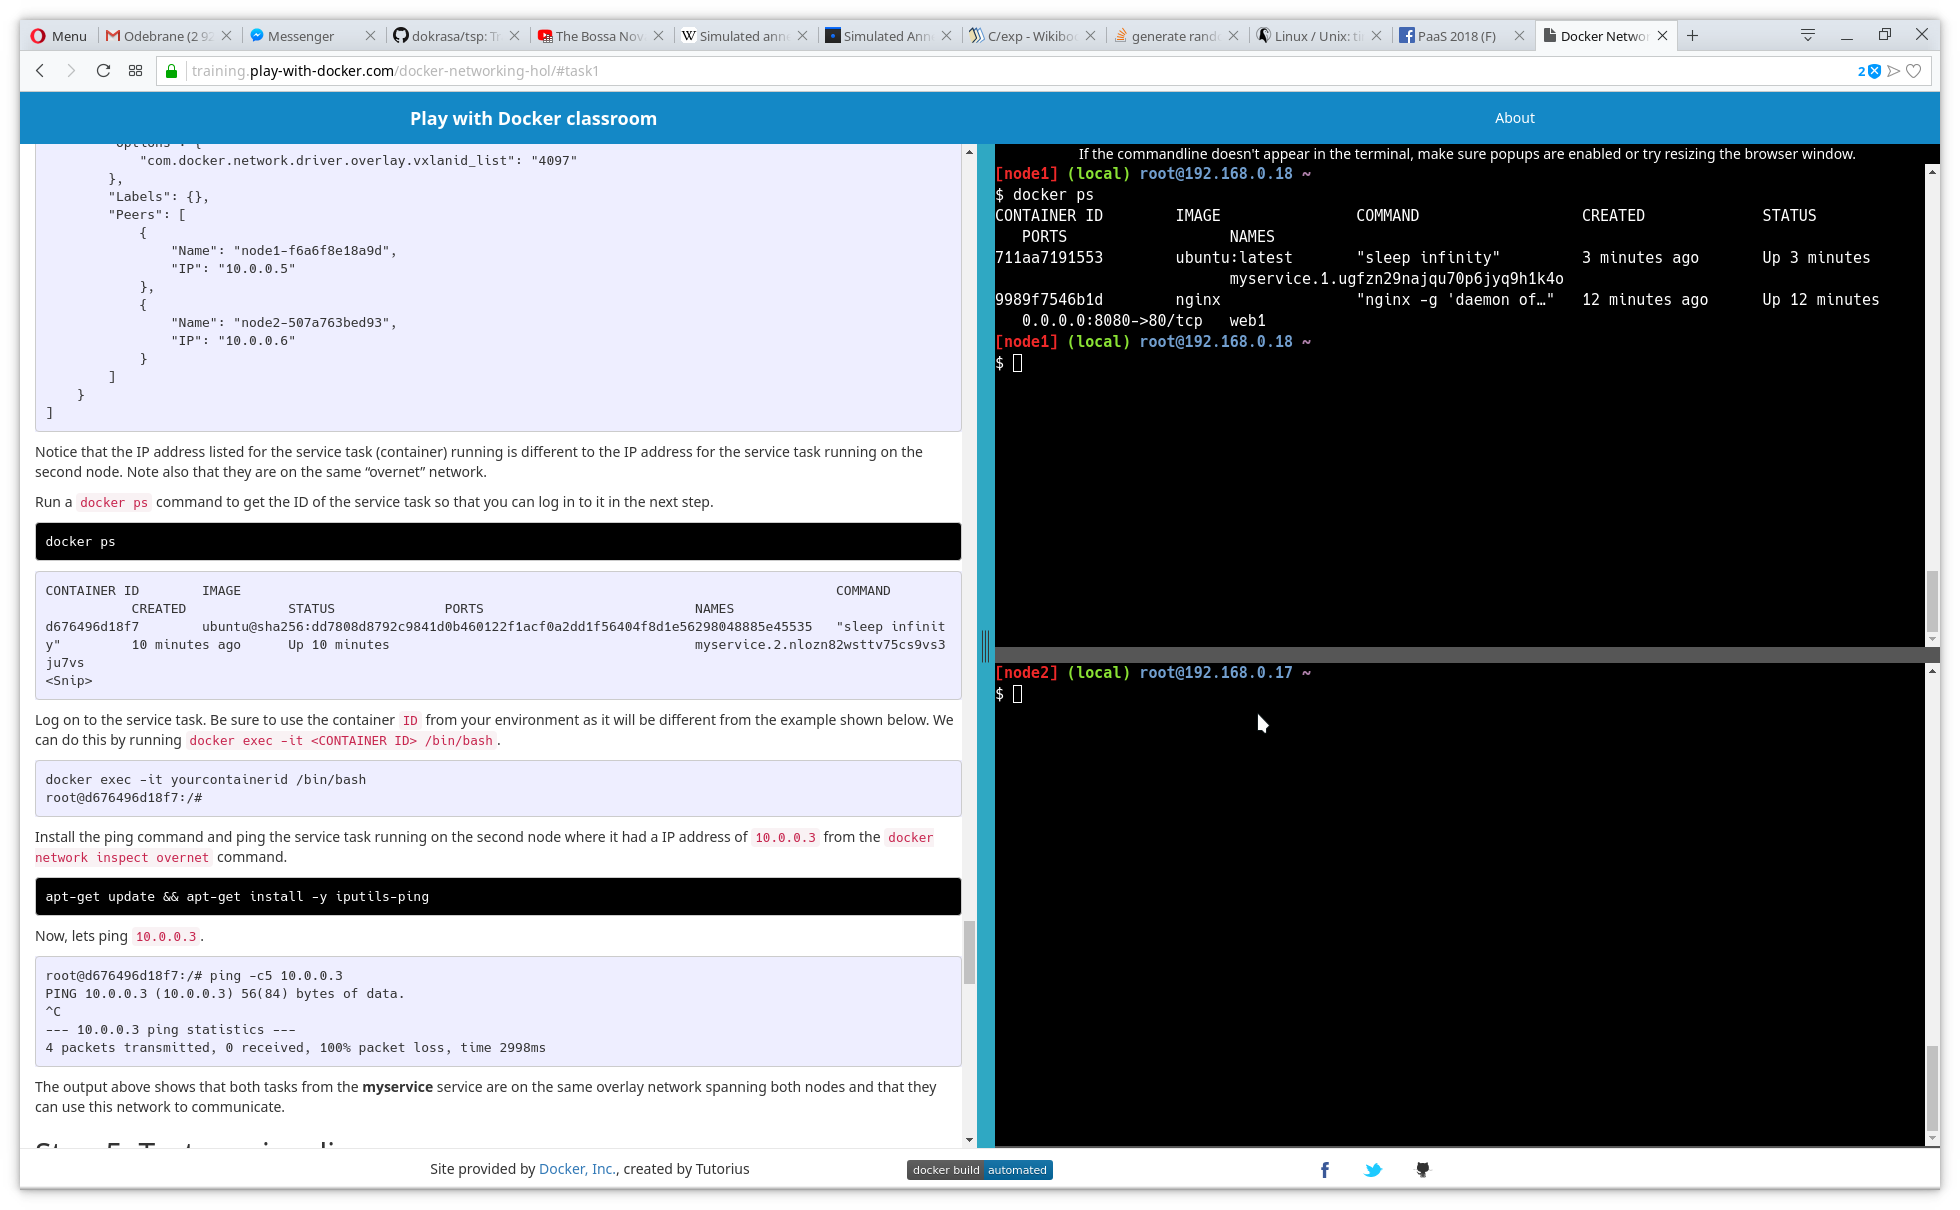 Menu
Odebrane (2 92
Messenger
dokrasa/tsp: Tr
The Bossa Nov
Simulated anne
Simulated Ann
C/exp - Wikiboo
generate rand
Linux / Unix: ti
PaaS 2018 (F)
Docker Networ
training.play-with-docker.com/docker-networking-hol/#task1
2
Play with Docker classroom
About
"Options": {
"com.docker.network.driver.overlay.vxlanid_list": "4097"
},
"Labels": {},
"Peers": [
{
"Name": "node1-f6a6f8e18a9d",
"IP": "10.0.0.5"
},
{
"Name": "node2-507a763bed93",
"IP": "10.0.0.6"
}
]
}
]
Notice that the IP address listed for the service task (container) running is different to the IP address for the service task running on the
second node. Note also that they are on the same “overnet” network.
Run a docker ps command to get the ID of the service task so that you can log in to it in the next step.
docker ps
CONTAINER ID IMAGE COMMAND
CREATED STATUS PORTS NAMES
d676496d18f7 ubuntu@sha256:dd7808d8792c9841d0b460122f1acf0a2dd1f56404f8d1e56298048885e45535 "sleep infinit
y" 10 minutes ago Up 10 minutes myservice.2.nlozn82wsttv75cs9vs3
ju7vs
<Snip>
Log on to the service task. Be sure to use the container ID from your environment as it will be different from the example shown below. We
can do this by running docker exec -it <CONTAINER ID> /bin/bash.
docker exec -it yourcontainerid /bin/bash
root@d676496d18f7:/#
Install the ping command and ping the service task running on the second node where it had a IP address of 10.0.0.3 from the docker
network inspect overnet command.
apt-get update && apt-get install -y iputils-ping
Now, lets ping 10.0.0.3.
root@d676496d18f7:/# ping -c5 10.0.0.3
PING 10.0.0.3 (10.0.0.3) 56(84) bytes of data.
^C
--- 10.0.0.3 ping statistics ---
4 packets transmitted, 0 received, 100% packet loss, time 2998ms
The output above shows that both tasks from the myservice service are on the same overlay network spanning both nodes and that they
can use this network to communicate.
If the commandline doesn't appear in the terminal, make sure popups are enabled or try resizing the browser window.
[node1] (local) root@192.168.0.18 ~
$ docker ps
CONTAINER ID IMAGE COMMAND CREATED STATUS
PORTS NAMES
711aa7191553 ubuntu:latest "sleep infinity" 3 minutes ago Up 3 minutes
myservice.1.ugfzn29najqu70p6jyq9h1k4o
9989f7546b1d nginx "nginx -g 'daemon of…" 12 minutes ago Up 12 minutes
0.0.0.0:8080->80/tcp web1
[node1] (local) root@192.168.0.18 ~
$
[node2] (local) root@192.168.0.17 ~
$
Site provided by Docker, Inc., created by Tutorius
docker build automated